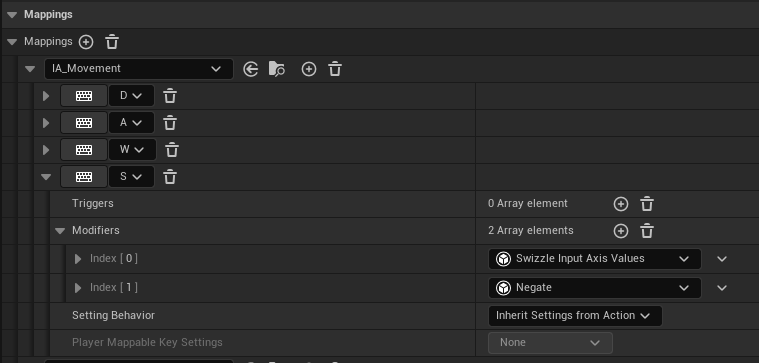 Mappings
Mappings
IA_Movement
D
A
W
S
Triggers 0 Array element
Modifiers 2 Array elements
Index [ 0 ] Swizzle Input Axis Values
Index [ 1 ] Negate
Setting Behavior Inherit Settings from Action
Player Mappable Key Settings None